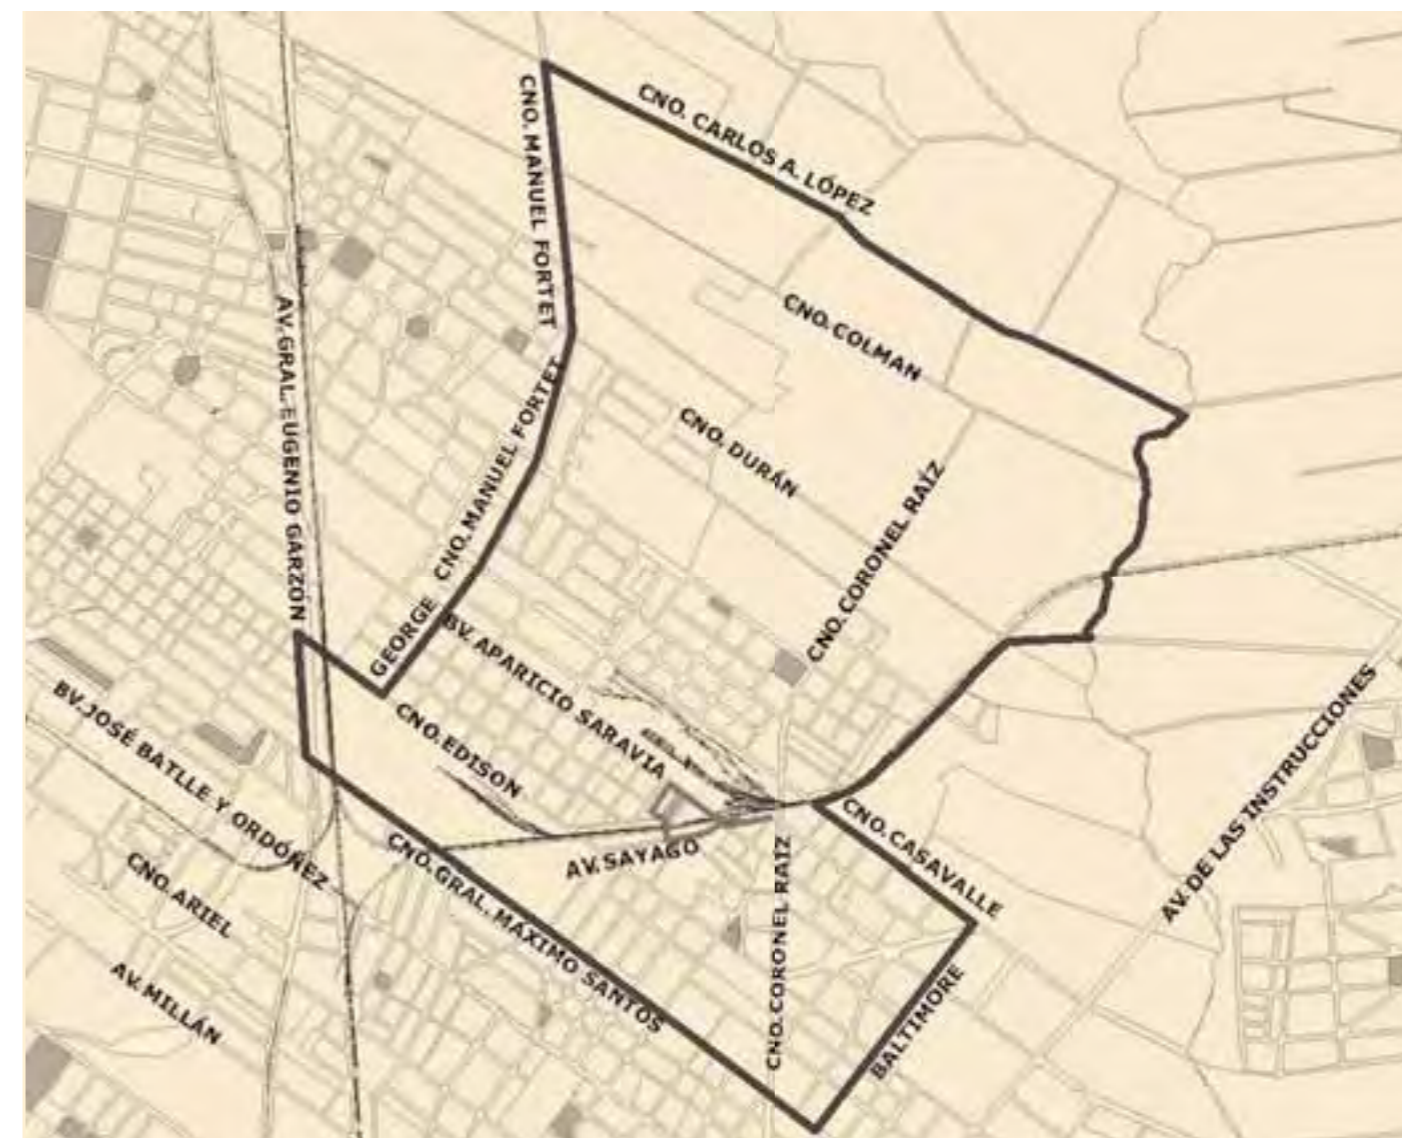 CNO. MANUEL FORTET
CNO. CARLOS A. LÓPEZ
AV. GRAL. EUGENIO GARZÓN
CNO. COLMAN
CNO. MANUEL FORTET
CNO. DURÁN
CNO. CORONEL RAÍZ
GEORGE
BV. APARICIO SARAVIA
BV. JOSÉ BATLLE Y ORDÓÑEZ
CNO. EDISON
AV. DE LAS INSTRUCCIONES
CNO. ARIEL
CNO. GRAL. MÁXIMO SANTOS
AV. SAYAGO
CNO. CASAVALLE
CNO. CORONEL RAÍZ
AV. MILLÁN
BALTIMORE